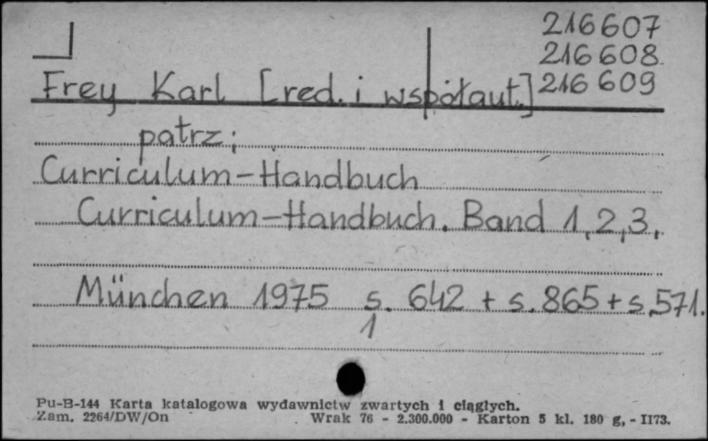 216607
216608
Frey Karl [red. i współaut.] 216609
patrz:
Curriculum-Handbuch
Curriculum-Handbuch. Band 1, 2, 3.
München 1975 s. 642 + s. 865 + s. 571.
1
Pu-B-144 Karta katalogowa wydawnictw zwartych i ciągłych.
Zam. 2264/DW/On Wrak 76 - 2.300.000 - Karton 5 kl. 180 g, - II73.